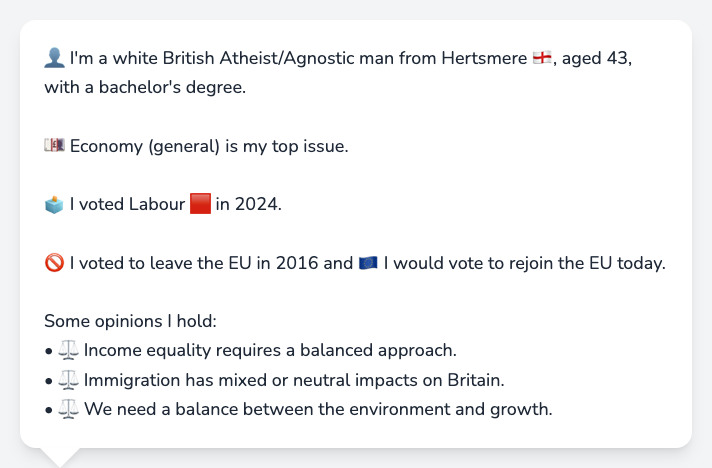 👤 I'm a white British Atheist/Agnostic man from Hertsmere 🏴󠁧󠁢󠁥󠁮󠁧󠁿, aged 43,
with a bachelor's degree.
💷 Economy (general) is my top issue.
🗳️ I voted Labour 🟥 in 2024.
🚫 I voted to leave the EU in 2016 and 🇪🇺 I would vote to rejoin the EU today.
Some opinions I hold:
• ⚖️ Income equality requires a balanced approach.
• ⚖️ Immigration has mixed or neutral impacts on Britain.
• ⚖️ We need a balance between the environment and growth.